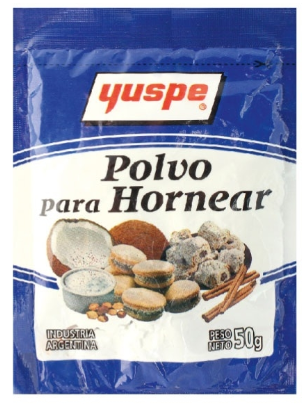 yuspe
Polvo
para Hornear
INDUSTRIA
ARGENTINA
PESO
NETO 50g